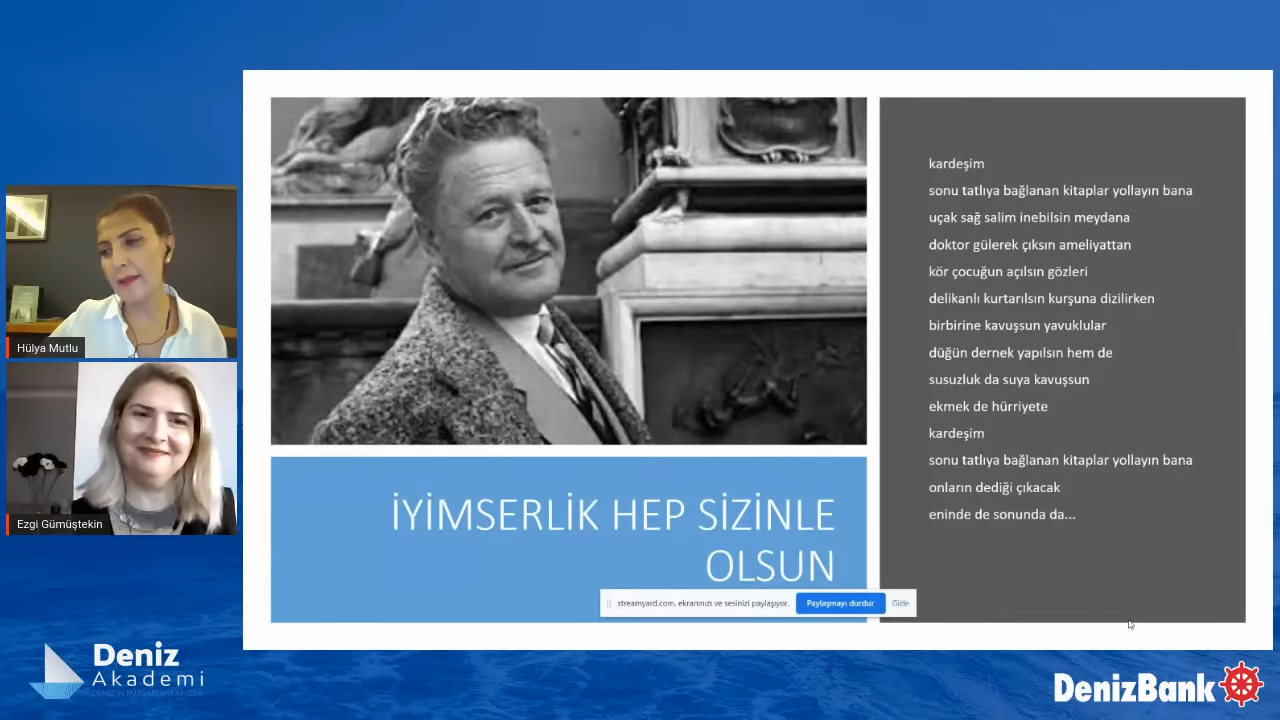 Hülya Mutlu
Ezgi Gümüştekin
kardeşim
sonu tatlıya bağlanan kitaplar yollayın bana
uçak sağ salim inebilsin meydana
doktor gülerek çıksın ameliyattan
kör çocuğun açılsın gözleri
delikanlı kurtarılsın kurşuna dizilirken
birbirine kavuşsun yavuklular
düğün dernek yapılsın hem de
susuzluk da suya kavuşsun
ekmek de hürriyete
kardeşim
sonu tatlıya bağlanan kitaplar yollayın bana
onların dediği çıkacak
eninde de sonunda da...
İYİMSERLİK HEP SİZİNLE
OLSUN
streamyard.com, ekranınızı ve sesinizi paylaşıyor.
Paylaşmayı durdur
Gizle
Deniz
Akademi
DENİZ'İN RÜZGARI ARKANIZDA
DenizBank